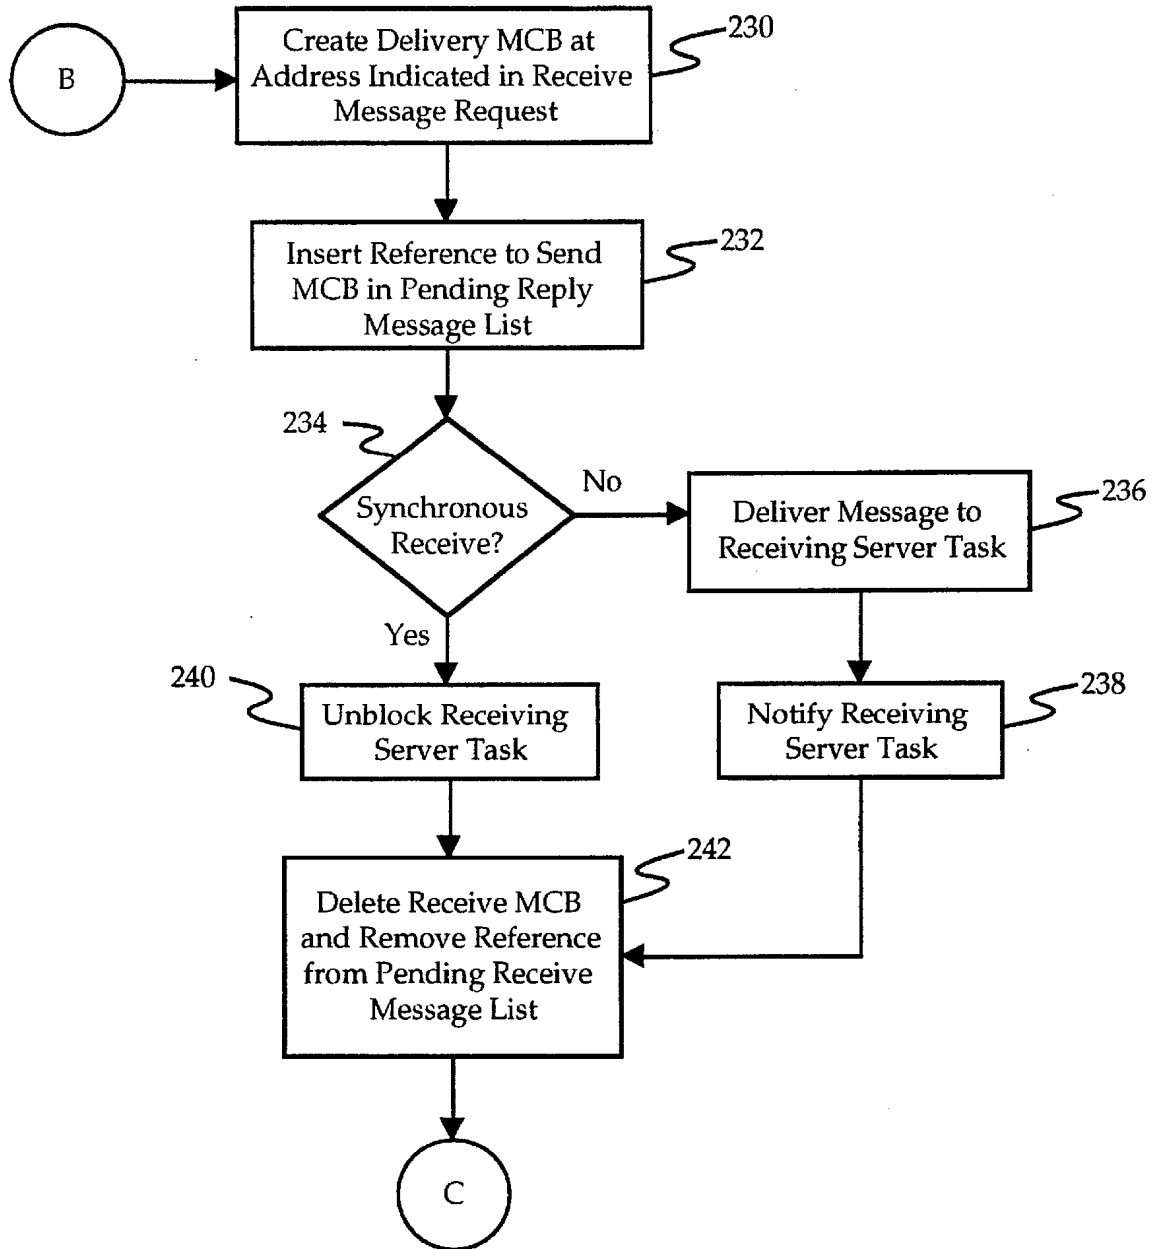 B
Create Delivery MCB at
Address Indicated in Receive
Message Request
230
Insert Reference to Send
MCB in Pending Reply
Message List
232
234
Synchronous
Receive?
No
Deliver Message to
Receiving Server Task
236
Yes
240
Unblock Receiving
Server Task
Notify Receiving
Server Task
238
Delete Receive MCB
and Remove Reference
from Pending Receive
Message List
242
C